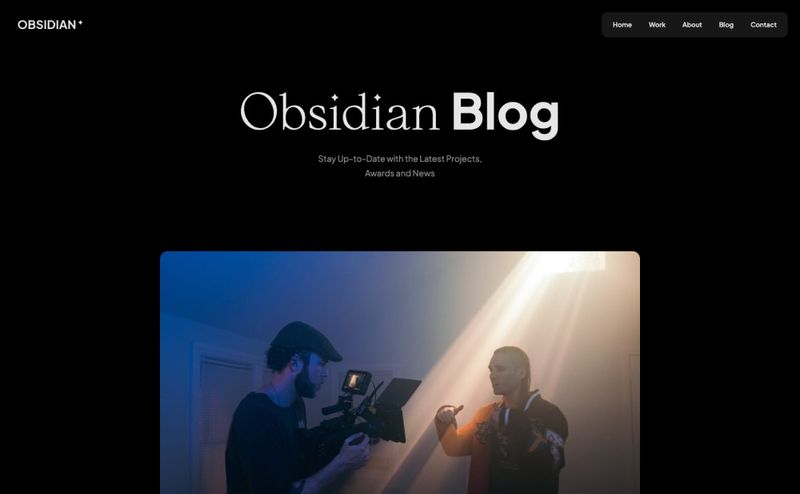 OBSIDIAN
Home Work About Blog Contact
Obsidian Blog
Stay Up-to-Date with the Latest Projects,
Awards and News